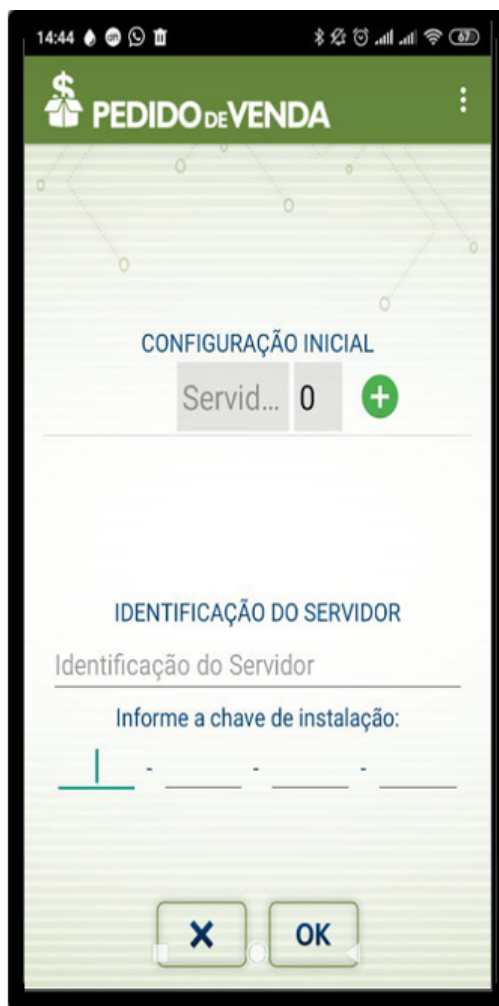 14:44 67
PEDIDO DE VENDA
CONFIGURAÇÃO INICIAL
Servid... 0
IDENTIFICAÇÃO DO SERVIDOR
Identificação do Servidor
Informe a chave de instalação:
- - -
OK